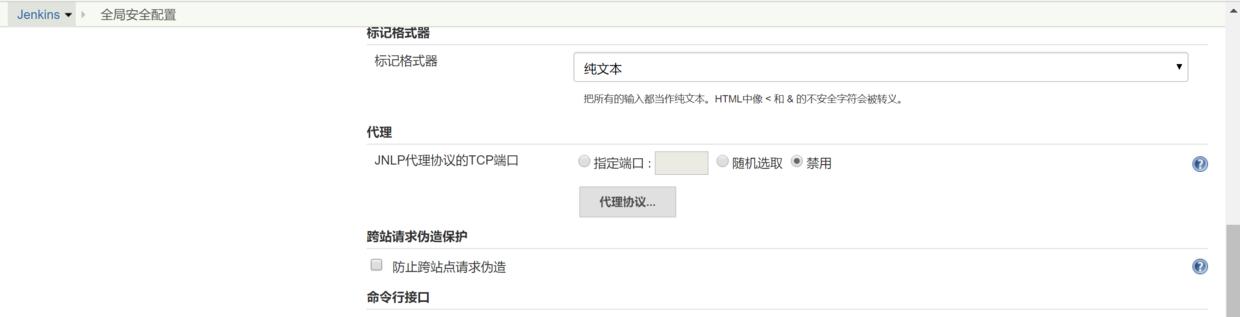 Jenkins 全局安全配置
标记格式器
标记格式器 纯文本
把所有的输入都当作纯文本。HTML中像 < 和 & 的不安全字符会被转义。
代理
JNLP代理协议的TCP端口 指定端口 : 随机选取 禁用
代理协议...
跨站请求伪造保护
防止跨站点请求伪造
命令行接口